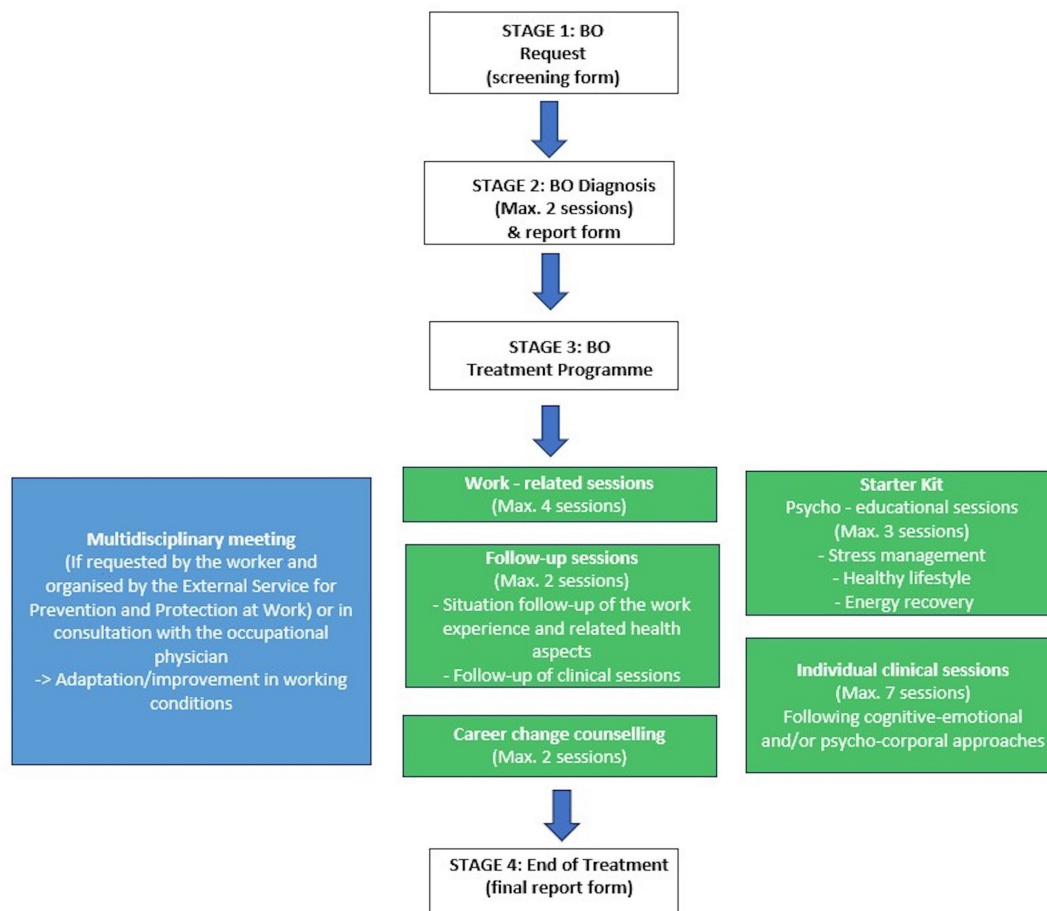 STAGE 1: BO
Request
(screening form)
STAGE 2: BO Diagnosis
(Max. 2 sessions)
& report form
STAGE 3: BO
Treatment Programme
Multidisciplinary meeting
(If requested by the worker and
organised by the External Service for
Prevention and Protection at Work) or in
consultation with the occupational
physician
-> Adaptation/improvement in working
conditions
Work - related sessions
(Max. 4 sessions)
Follow-up sessions
(Max. 2 sessions)
- Situation follow-up of the work
experience and related health
aspects
- Follow-up of clinical sessions
Career change counselling
(Max. 2 sessions)
Starter Kit
Psycho - educational sessions
(Max. 3 sessions)
- Stress management
- Healthy lifestyle
- Energy recovery
Individual clinical sessions
(Max. 7 sessions)
Following cognitive-emotional
and/or psycho-corporal approaches
STAGE 4: End of Treatment
(final report form)